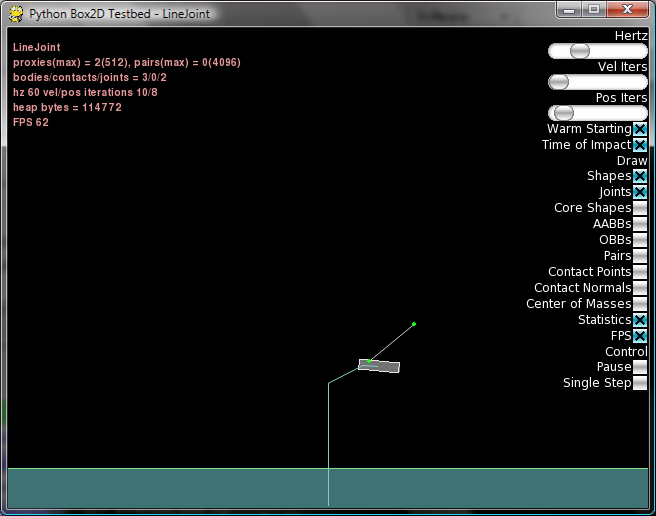 Python Box2D Testbed - LineJoint
LineJoint
proxies(max) = 2(512), pairs(max) = 0(4096)
bodies/contacts/joints = 3/0/2
hz 60 vel/pos iterations 10/8
heap bytes = 114772
FPS 62
Hertz
Vel Iters
Pos Iters
Warm Starting
Time of Impact
Draw
Shapes
Joints
Core Shapes
AABBs
OBBs
Pairs
Contact Points
Contact Normals
Center of Masses
Statistics
FPS
Control
Pause
Single Step